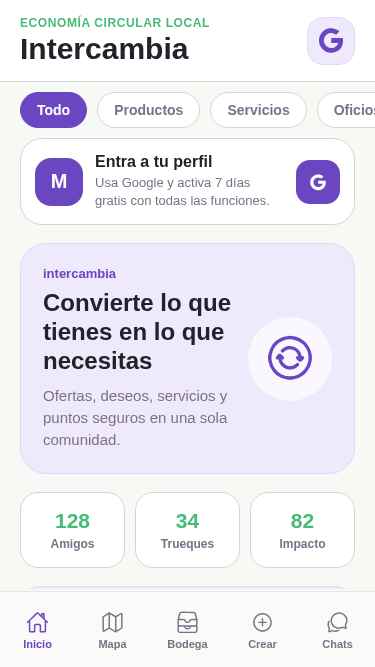 ECONOMÍA CIRCULAR LOCAL
Intercambia
G
Todo
Productos
Servicios
Oficios
M
Entra a tu perfil
Usa Google y activa 7 días
gratis con todas las funciones.
G
intercambia
Convierte lo que
tienes en lo que
necesitas
Ofertas, deseos, servicios y
puntos seguros en una sola
comunidad.
128
Amigos
34
Trueques
82
Impacto
Inicio
Mapa
Bodega
Crear
Chats